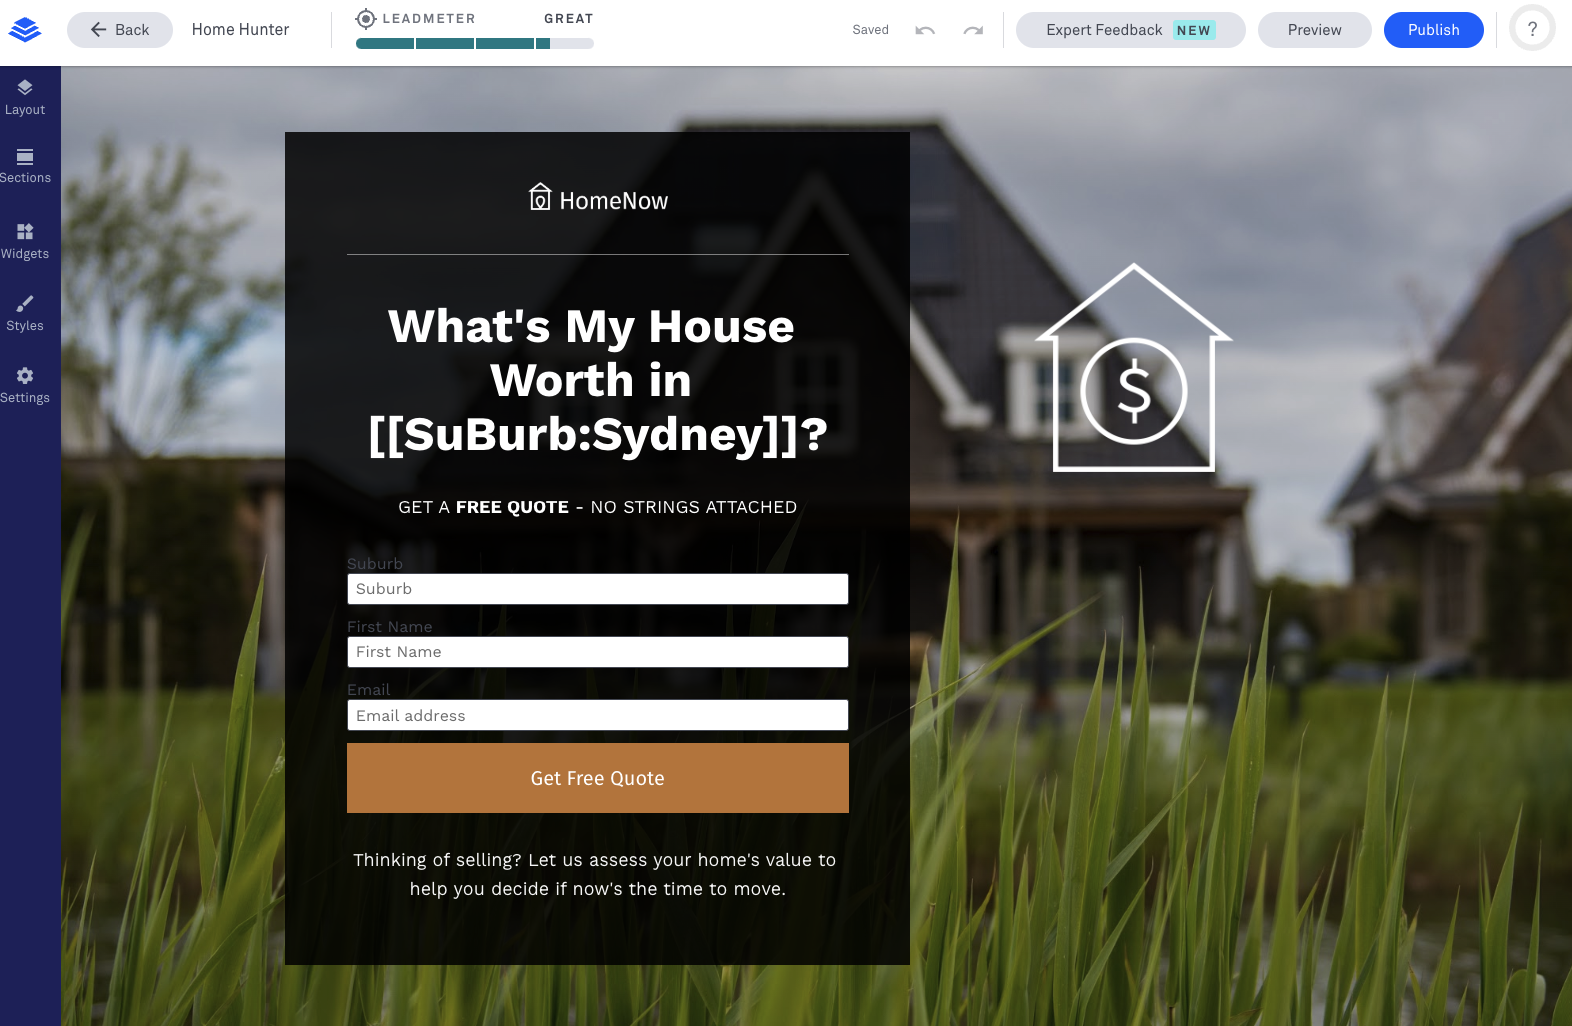 Back
Home Hunter
LEADMETER
GREAT
Saved
Expert Feedback NEW
Preview
Publish
?
Layout
Sections
Widgets
Styles
Settings
HomeNow
What's My House
Worth in
[[SuBurb:Sydney]]?
GET A FREE QUOTE - NO STRINGS ATTACHED
Suburb
Suburb
First Name
First Name
Email
Email address
Get Free Quote
Thinking of selling? Let us assess your home's value to
help you decide if now's the time to move.
$